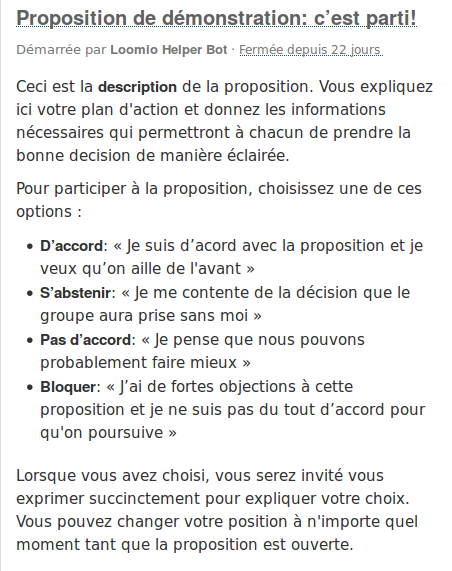 Proposition de démonstration: c’est parti!
Démarrée par Loomio Helper Bot · Fermée depuis 22 jours
Ceci est la description de la proposition. Vous expliquez
ici votre plan d'action et donnez les informations
nécessaires qui permettront à chacun de prendre la
bonne decision de manière éclairée.
Pour participer à la proposition, choisissez une de ces
options :
• D’accord: « Je suis d’acord avec la proposition et je
veux qu’on aille de l'avant »
• S’abstenir: « Je me contente de la décision que le
groupe aura prise sans moi »
• Pas d’accord: « Je pense que nous pouvons
probablement faire mieux »
• Bloquer: « J’ai de fortes objections à cette
proposition et je ne suis pas du tout d’accord pour
qu'on poursuive »
Lorsque vous avez choisi, vous serez invité vous
exprimer succinctement pour expliquer votre choix.
Vous pouvez changer votre position à n'importe quel
moment tant que la proposition est ouverte.